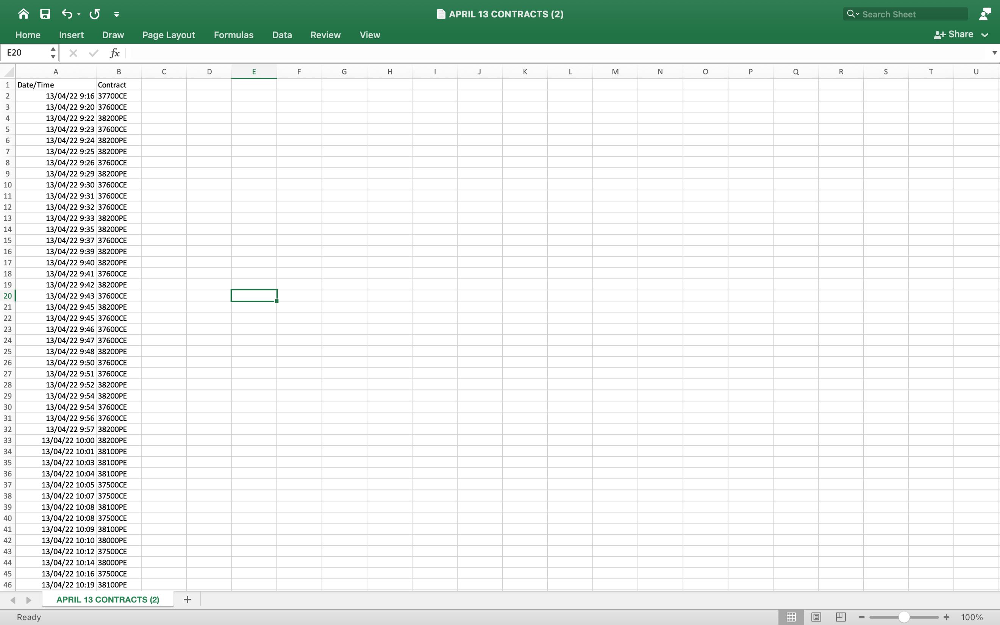 APRIL 13 CONTRACTS (2)
Search Sheet
Home Insert Draw Page Layout Formulas Data Review View
Share
E20 fx
A B C D E F G H I J K L M N O P Q R S T U
1 Date/Time Contract
2 13/04/22 9:16 37700CE
3 13/04/22 9:20 37600CE
4 13/04/22 9:22 38200PE
5 13/04/22 9:23 37600CE
6 13/04/22 9:24 38200PE
7 13/04/22 9:25 38200PE
8 13/04/22 9:26 37600CE
9 13/04/22 9:29 38200PE
10 13/04/22 9:30 37600CE
11 13/04/22 9:31 37600CE
12 13/04/22 9:32 37600CE
13 13/04/22 9:33 38200PE
14 13/04/22 9:35 38200PE
15 13/04/22 9:37 37600CE
16 13/04/22 9:39 38200PE
17 13/04/22 9:40 38200PE
18 13/04/22 9:41 37600CE
19 13/04/22 9:42 38200PE
20 13/04/22 9:43 37600CE
21 13/04/22 9:45 38200PE
22 13/04/22 9:45 37600CE
23 13/04/22 9:46 37600CE
24 13/04/22 9:47 37600CE
25 13/04/22 9:48 38200PE
26 13/04/22 9:50 37600CE
27 13/04/22 9:51 37600CE
28 13/04/22 9:52 38200PE
29 13/04/22 9:54 38200PE
30 13/04/22 9:54 37600CE
31 13/04/22 9:56 37600CE
32 13/04/22 9:57 38200PE
33 13/04/22 10:00 38200PE
34 13/04/22 10:01 38100PE
35 13/04/22 10:03 38100PE
36 13/04/22 10:04 38100PE
37 13/04/22 10:05 37500CE
38 13/04/22 10:07 37500CE
39 13/04/22 10:08 38100PE
40 13/04/22 10:08 37500CE
41 13/04/22 10:09 38100PE
42 13/04/22 10:10 38000PE
43 13/04/22 10:12 37500CE
44 13/04/22 10:14 38000PE
45 13/04/22 10:16 37500CE
46 13/04/22 10:19 38100PE
APRIL 13 CONTRACTS (2) +
Ready
100%